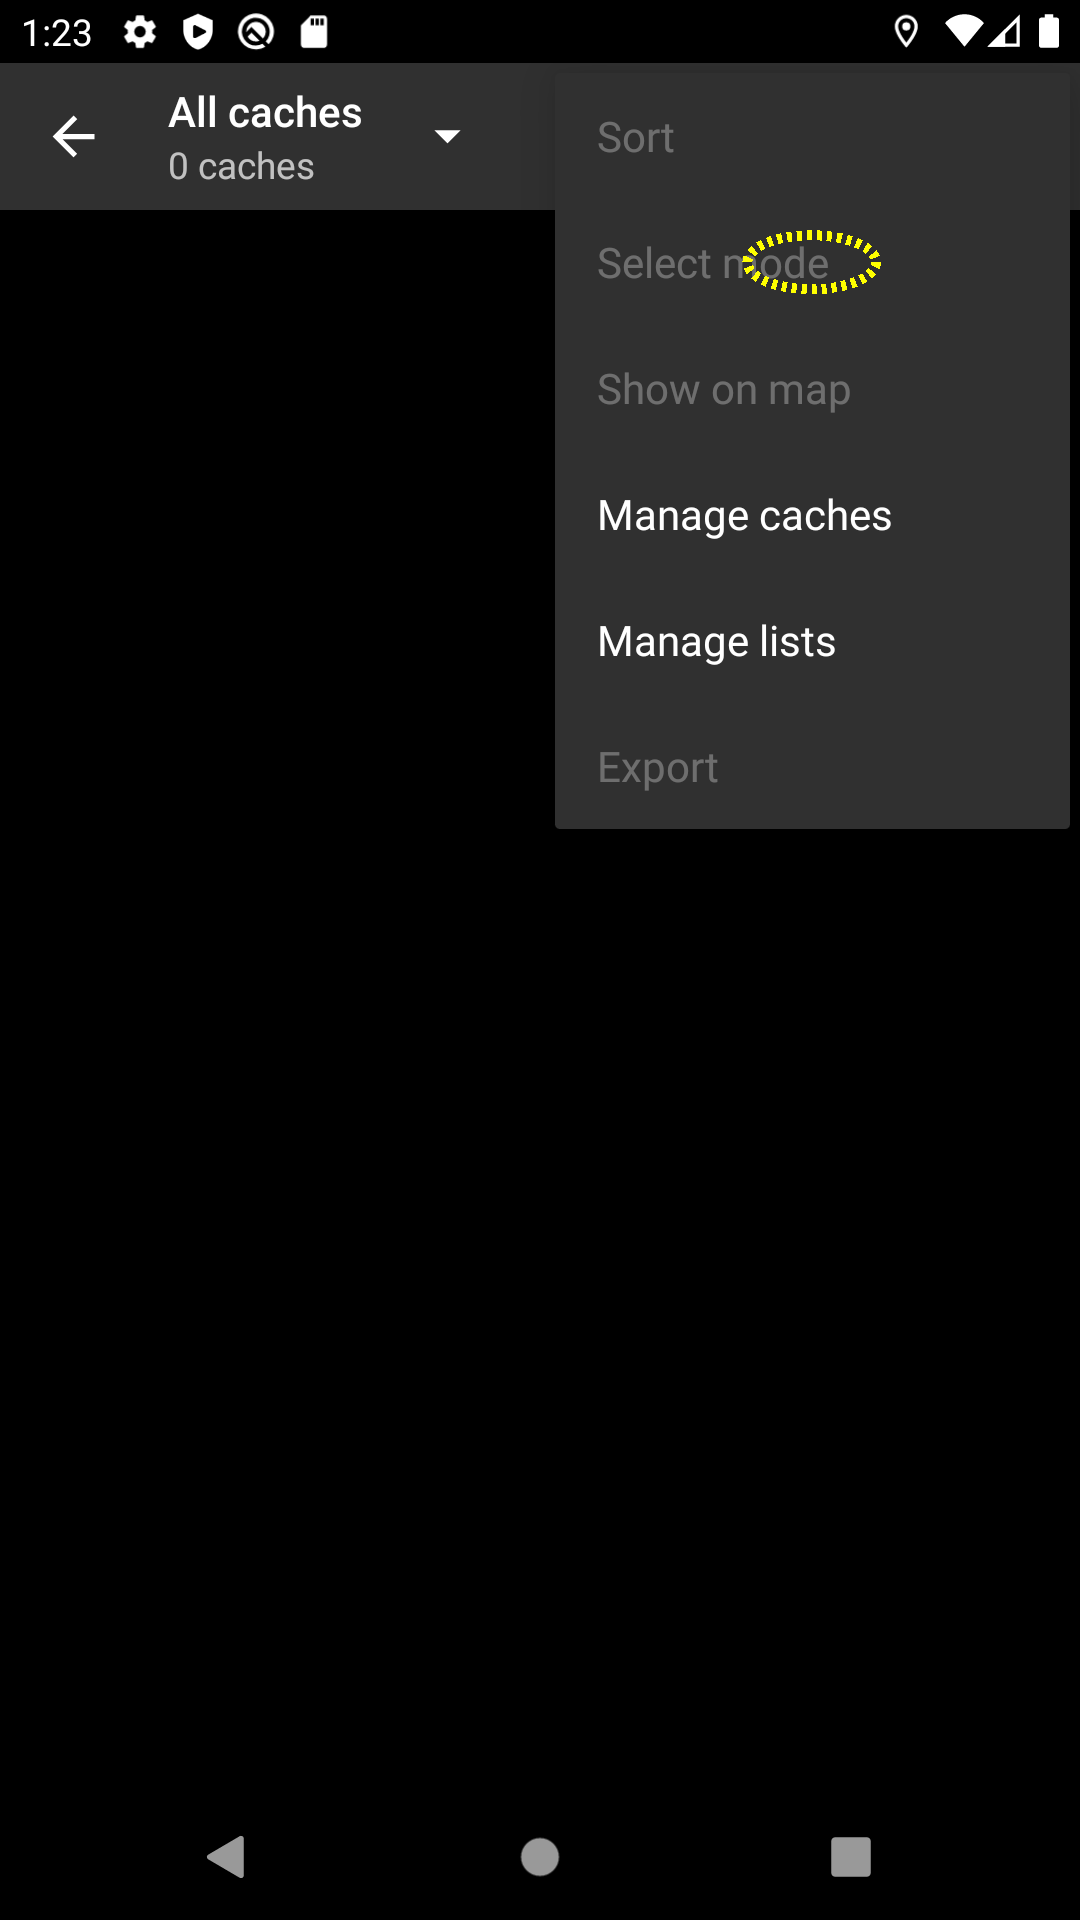 1:23
All caches
0 caches
Sort
Select mode
Show on map
Manage caches
Manage lists
Export